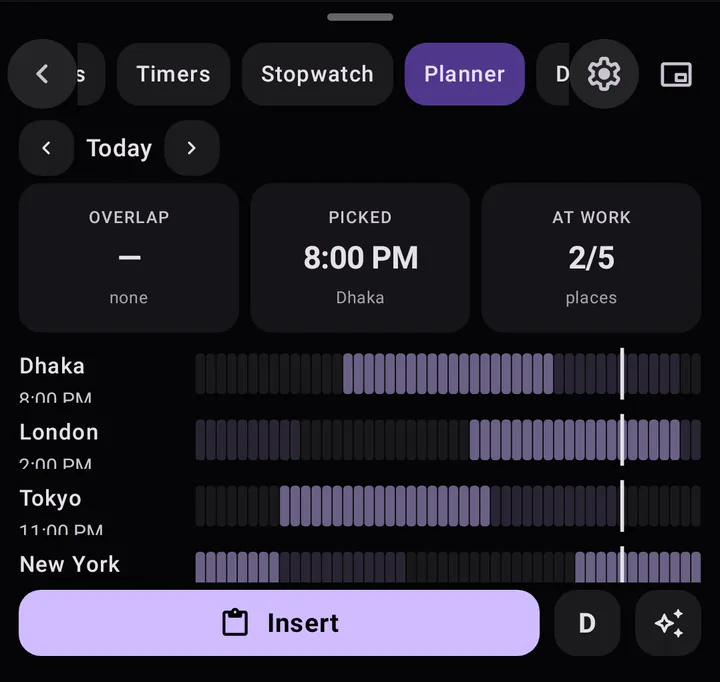 s Timers Stopwatch Planner D
Today
OVERLAP PICKED AT WORK
— 8:00 PM 2/5
none Dhaka places
Dhaka
8:00 PM
London
2:00 PM
Tokyo
11:00 PM
New York
Insert D